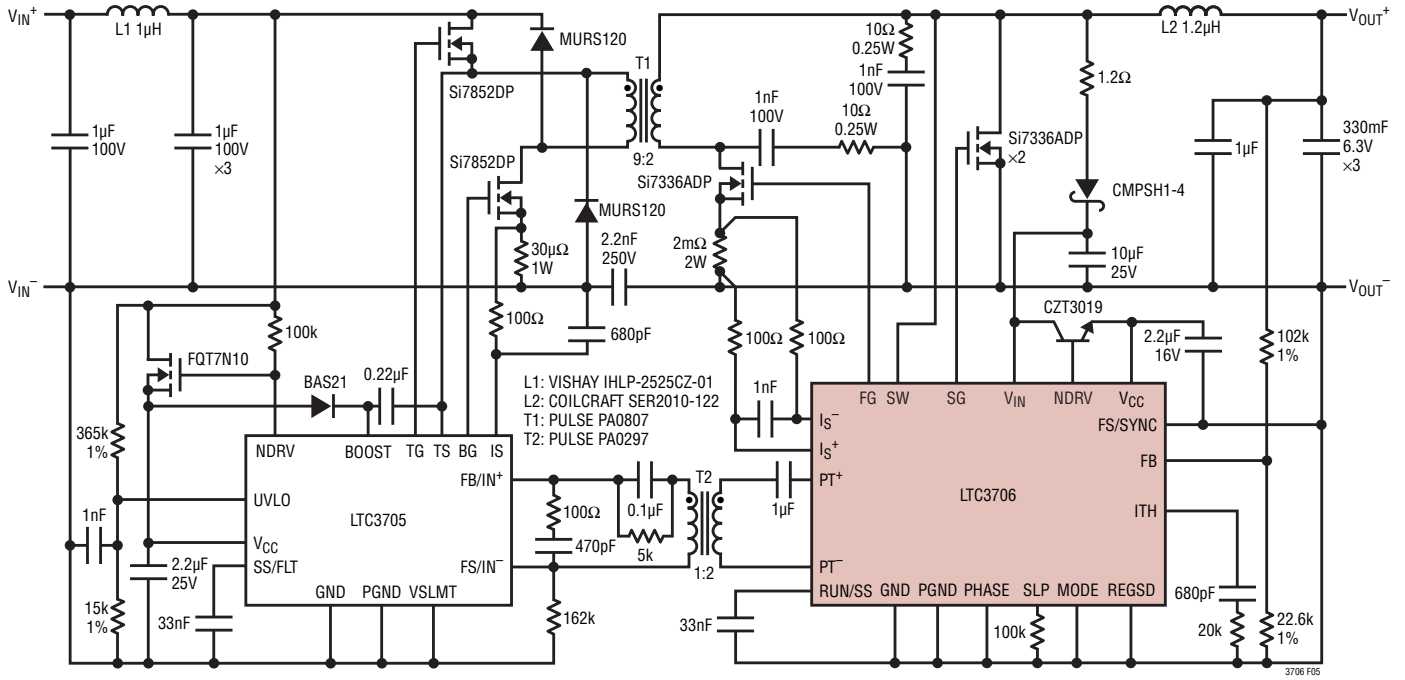 VIN+
L1 1µH
1µF
100V
1µF
100V
×3
Si7852DP
MURS120
T1
9:2
Si7852DP
30µΩ
1W
MURS120
2.2nF
250V
680pF
100Ω
1nF
100V
10Ω
0.25W
10Ω
0.25W
1nF
100V
Si7336ADP
2mΩ
2W
100Ω
100Ω
1nF
Si7336ADP
×2
1.2Ω
CMPSH1-4
10µF
25V
L2 1.2µH
VOUT+
1µF
330mF
6.3V
×3
VIN–
VOUT–
100k
FQT7N10
BAS21
0.22µF
365k
1%
1nF
15k
1%
2.2µF
25V
33nF
L1: VISHAY IHLP-2525CZ-01
L2: COILCRAFT SER2010-122
T1: PULSE PA0807
T2: PULSE PA0297
NDRV
BOOST
TG
TS
BG
IS
UVLO
VCC
SS/FLT
LTC3705
FB/IN+
FS/IN–
GND
PGND
VSLMT
100Ω
470pF
162k
0.1µF
5k
T2
1:2
1µF
33nF
CZT3019
2.2µF
16V
102k
1%
FG
SW
SG
VIN
NDRV
VCC
IS–
IS+
PT+
PT–
LTC3706
FS/SYNC
FB
ITH
RUN/SS
GND
PGND
PHASE
SLP
MODE
REGSD
100k
680pF
20k
22.6k
1%
3706 F05